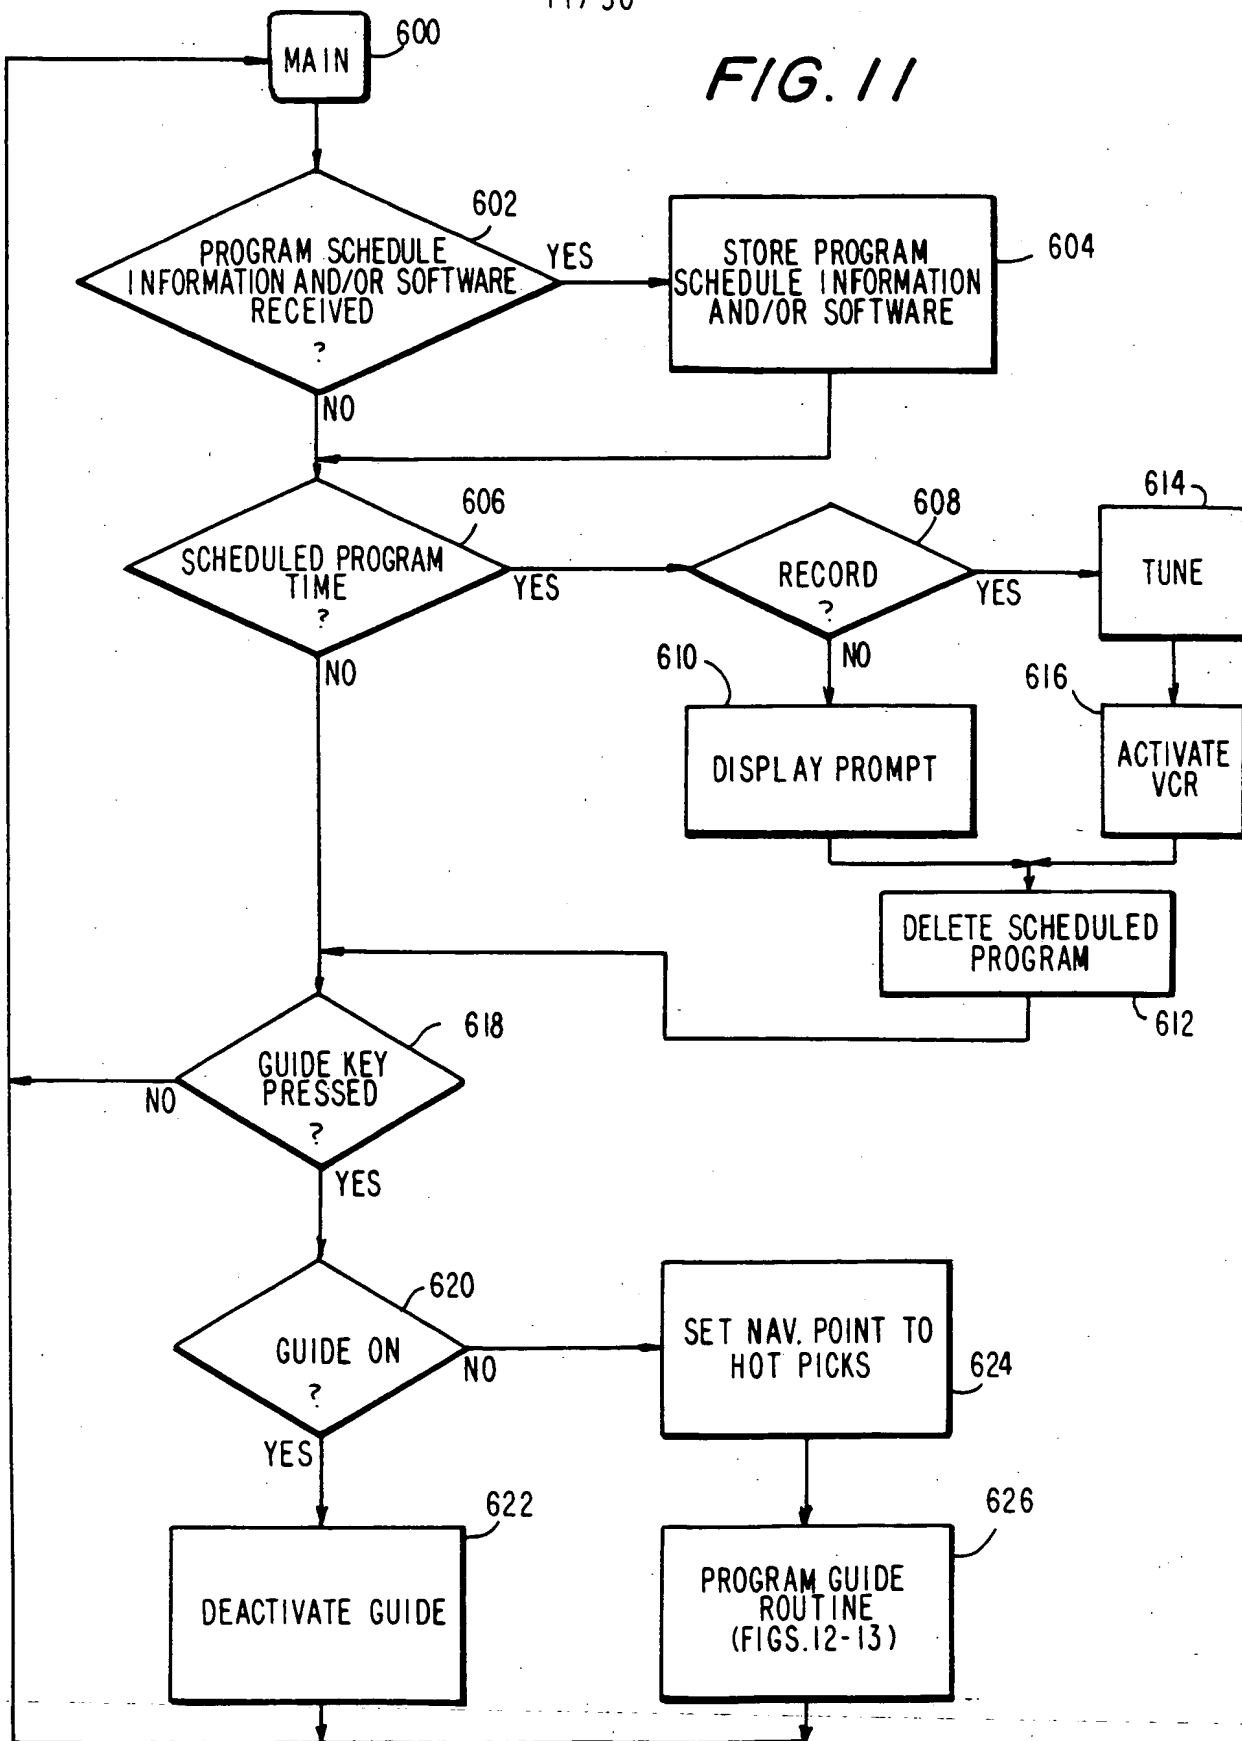 MAIN
600
FIG. 11
602
PROGRAM SCHEDULE
INFORMATION AND/OR SOFTWARE
RECEIVED
?
YES
NO
STORE PROGRAM
SCHEDULE INFORMATION
AND/OR SOFTWARE
604
606
SCHEDULED PROGRAM
TIME
?
YES
NO
608
RECORD
?
YES
NO
614
TUNE
610
DISPLAY PROMPT
616
ACTIVATE
VCR
DELETE SCHEDULED
PROGRAM
612
618
GUIDE KEY
PRESSED
?
NO
YES
620
GUIDE ON
?
NO
YES
SET NAV. POINT TO
HOT PICKS
624
622
DEACTIVATE GUIDE
626
PROGRAM GUIDE
ROUTINE
(FIGS.12-13)